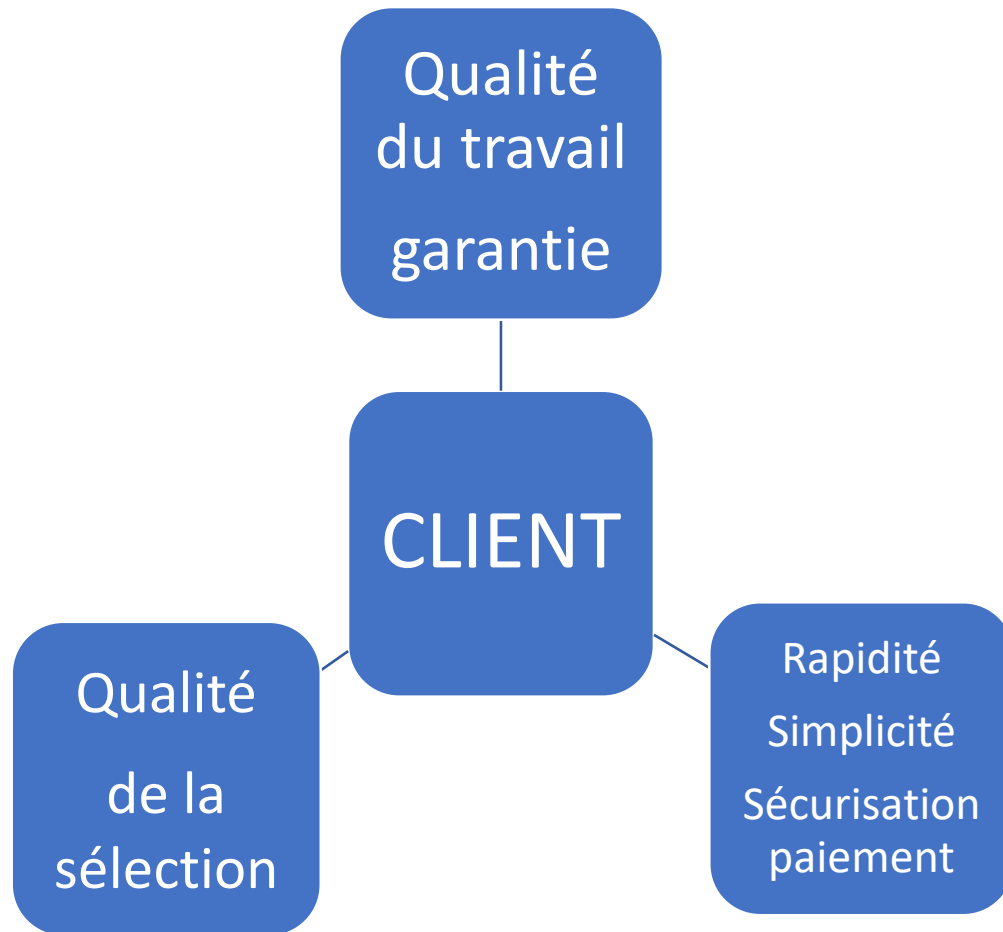 Qualité
du travail
garantie
CLIENT
Qualité
de la
sélection
Rapidité
Simplicité
Sécurisation
paiement